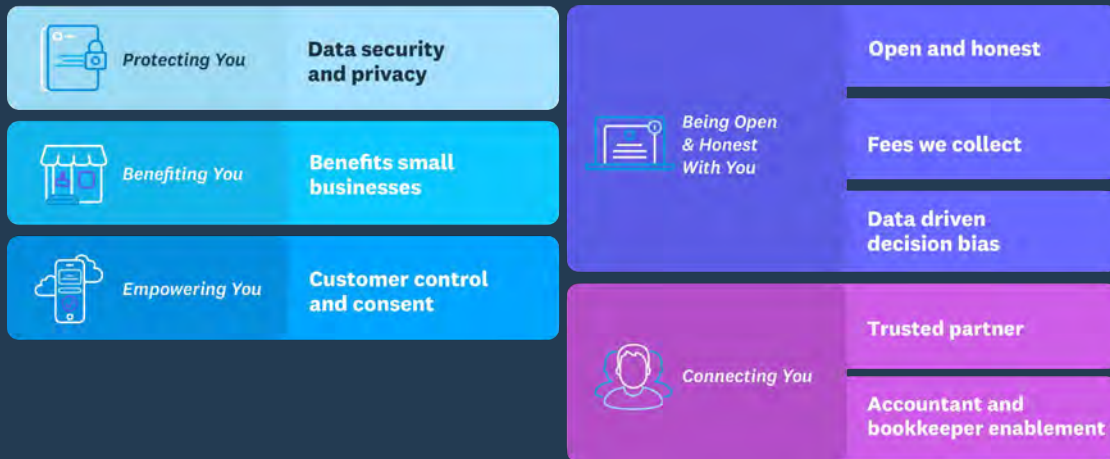 Protecting You
Data security
and privacy
Benefiting You
Benefits small
businesses
Empowering You
Customer control
and consent
Being Open
& Honest
With You
Open and honest
Fees we collect
Data driven
decision bias
Connecting You
Trusted partner
Accountant and
bookkeeper enablement